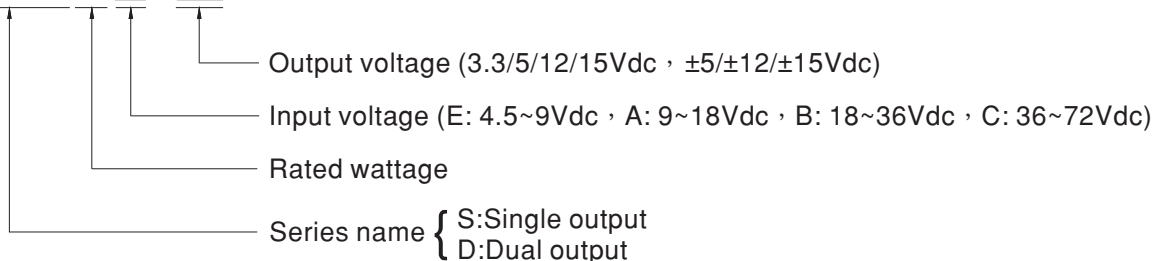 Output voltage (3.3/5/12/15Vdc，±5/±12/±15Vdc)
Input voltage (E: 4.5~9Vdc，A: 9~18Vdc，B: 18~36Vdc，C: 36~72Vdc)
Rated wattage
Series name { S:Single output
D:Dual output